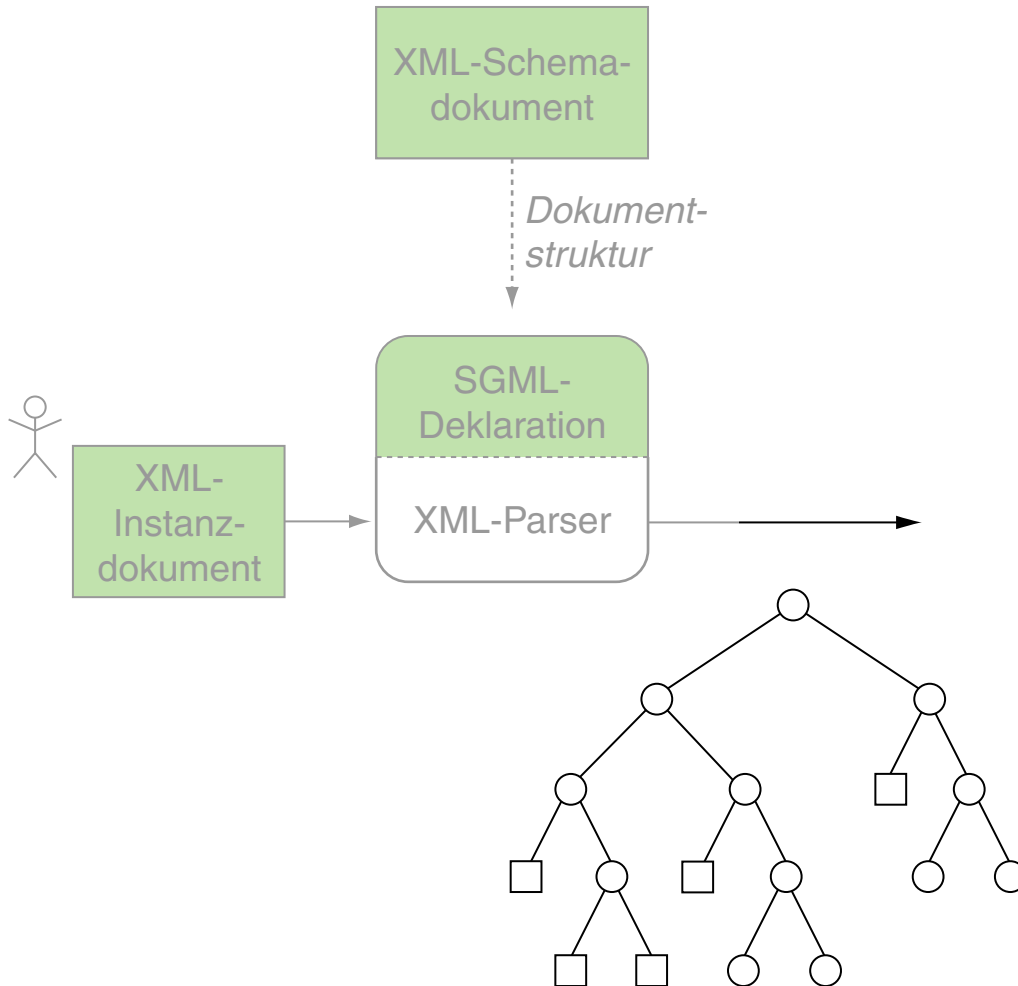 XML-Schema-
dokument
Dokument-
struktur
SGML-
Deklaration
XML-
Instanz-
dokument
XML-Parser